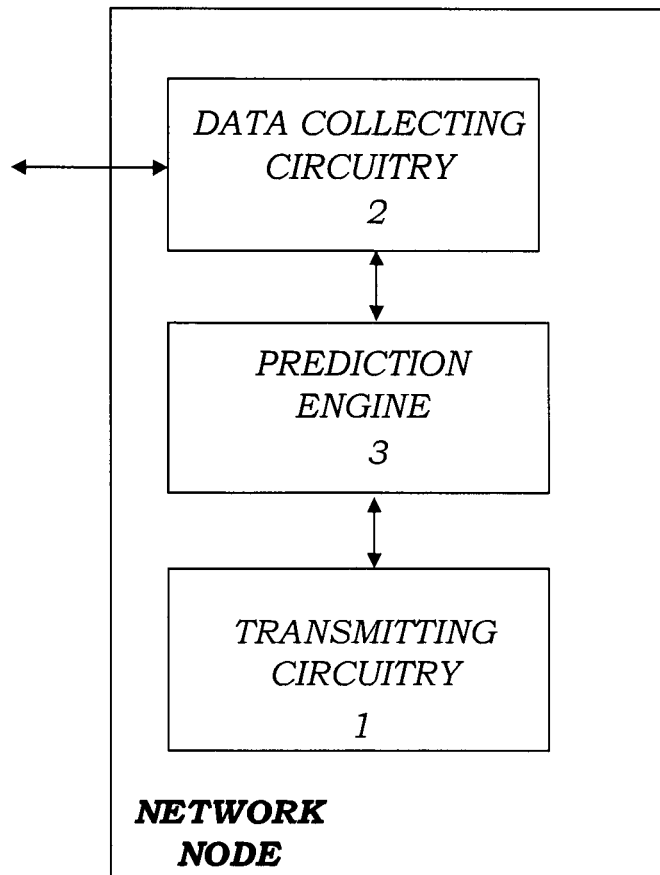 DATA COLLECTING
CIRCUITRY
2
PREDICTION
ENGINE
3
TRANSMITTING
CIRCUITRY
1
NETWORK
NODE